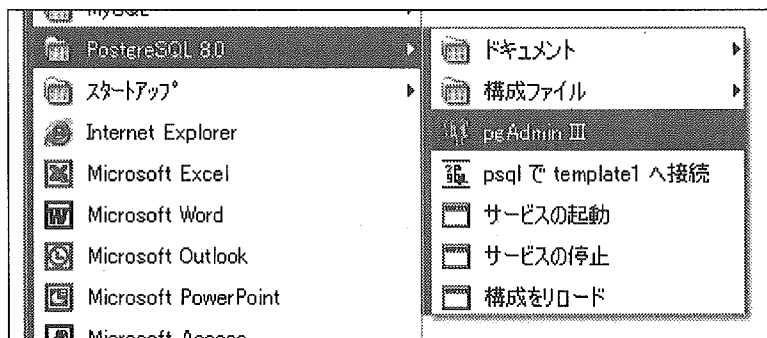 MySQL
PostgreSQL 8.0
スタートアップ
Internet Explorer
Microsoft Excel
Microsoft Word
Microsoft Outlook
Microsoft PowerPoint
Microsoft Access
ドキュメント
構成ファイル
pgAdmin III
psql で template1 へ接続
サービスの起動
サービスの停止
構成をリロード